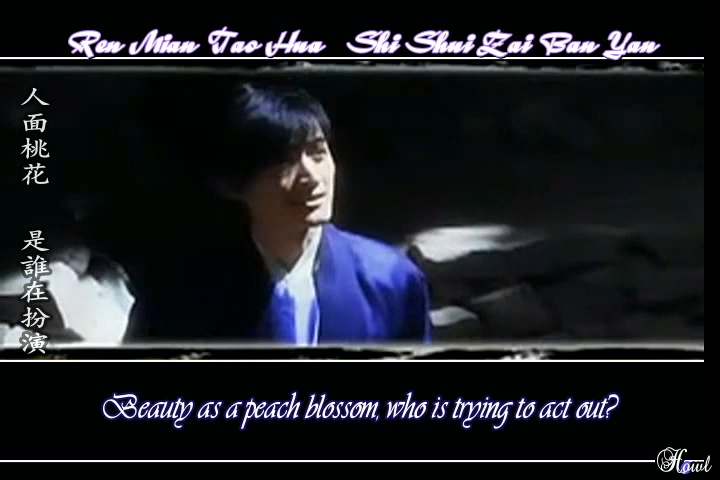 Ren Mian Tao Hua Shi Shui Zai Ban Yan
人面桃花 是誰在扮演
Beauty as a peach blossom, who is trying to act out?
Howl